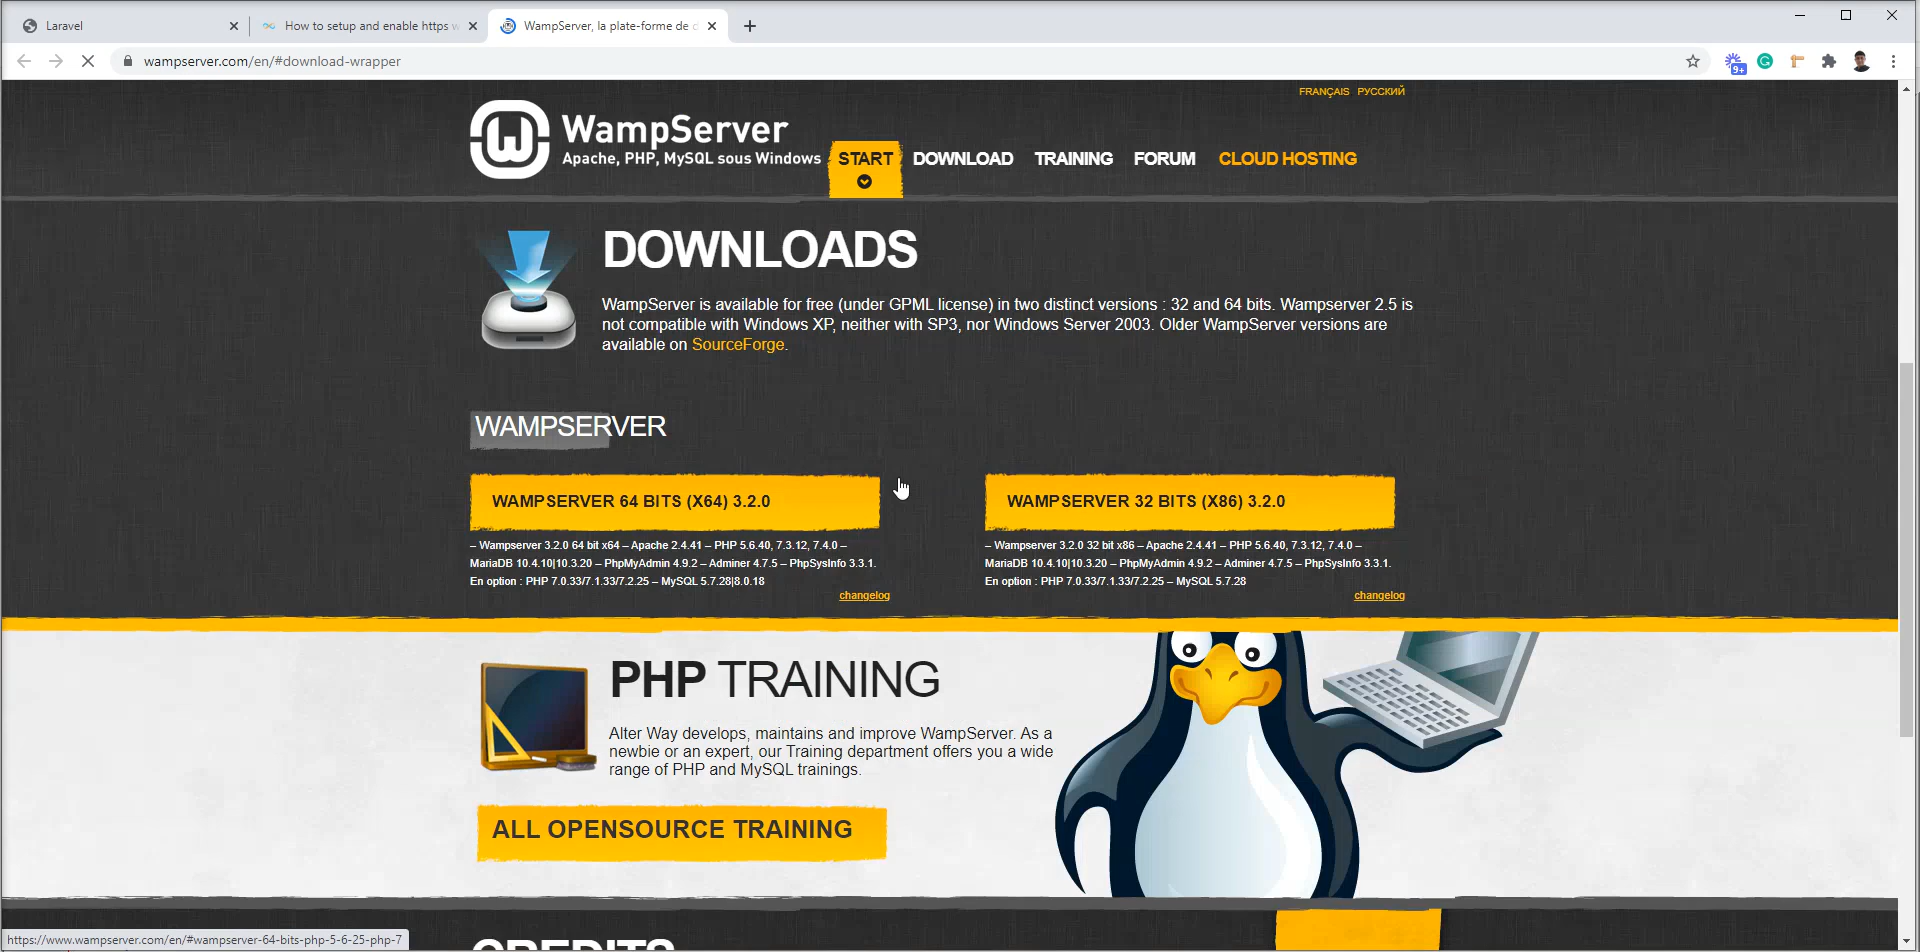 Laravel
How to setup and enable https w
WampServer, la plate-forme de d
wampserver.com/en/#download-wrapper
9+
FRANÇAIS РУССКИЙ
WampServer
Apache, PHP, MySQL sous Windows
START
DOWNLOAD
TRAINING
FORUM
CLOUD HOSTING
DOWNLOADS
WampServer is available for free (under GPML license) in two distinct versions : 32 and 64 bits. Wampserver 2.5 is
not compatible with Windows XP, neither with SP3, nor Windows Server 2003. Older WampServer versions are
available on SourceForge.
WAMPSERVER
WAMPSERVER 64 BITS (X64) 3.2.0
– Wampserver 3.2.0 64 bit x64 – Apache 2.4.41 – PHP 5.6.40, 7.3.12, 7.4.0 –
MariaDB 10.4.10|10.3.20 – PhpMyAdmin 4.9.2 – Adminer 4.7.5 – PhpSysInfo 3.3.1.
En option : PHP 7.0.33/7.1.33/7.2.25 – MySQL 5.7.28|8.0.18
changelog
WAMPSERVER 32 BITS (X86) 3.2.0
– Wampserver 3.2.0 32 bit x86 – Apache 2.4.41 – PHP 5.6.40, 7.3.12, 7.4.0 –
MariaDB 10.4.10|10.3.20 – PhpMyAdmin 4.9.2 – Adminer 4.7.5 – PhpSysInfo 3.3.1.
En option : PHP 7.0.33/7.1.33/7.2.25 – MySQL 5.7.28
changelog
PHP TRAINING
Alter Way develops, maintains and improve WampServer. As a
newbie or an expert, our Training department offers you a wide
range of PHP and MySQL trainings.
ALL OPENSOURCE TRAINING
CREDITS
https://www.wampserver.com/en/#wampserver-64-bits-php-5-6-25-php-7